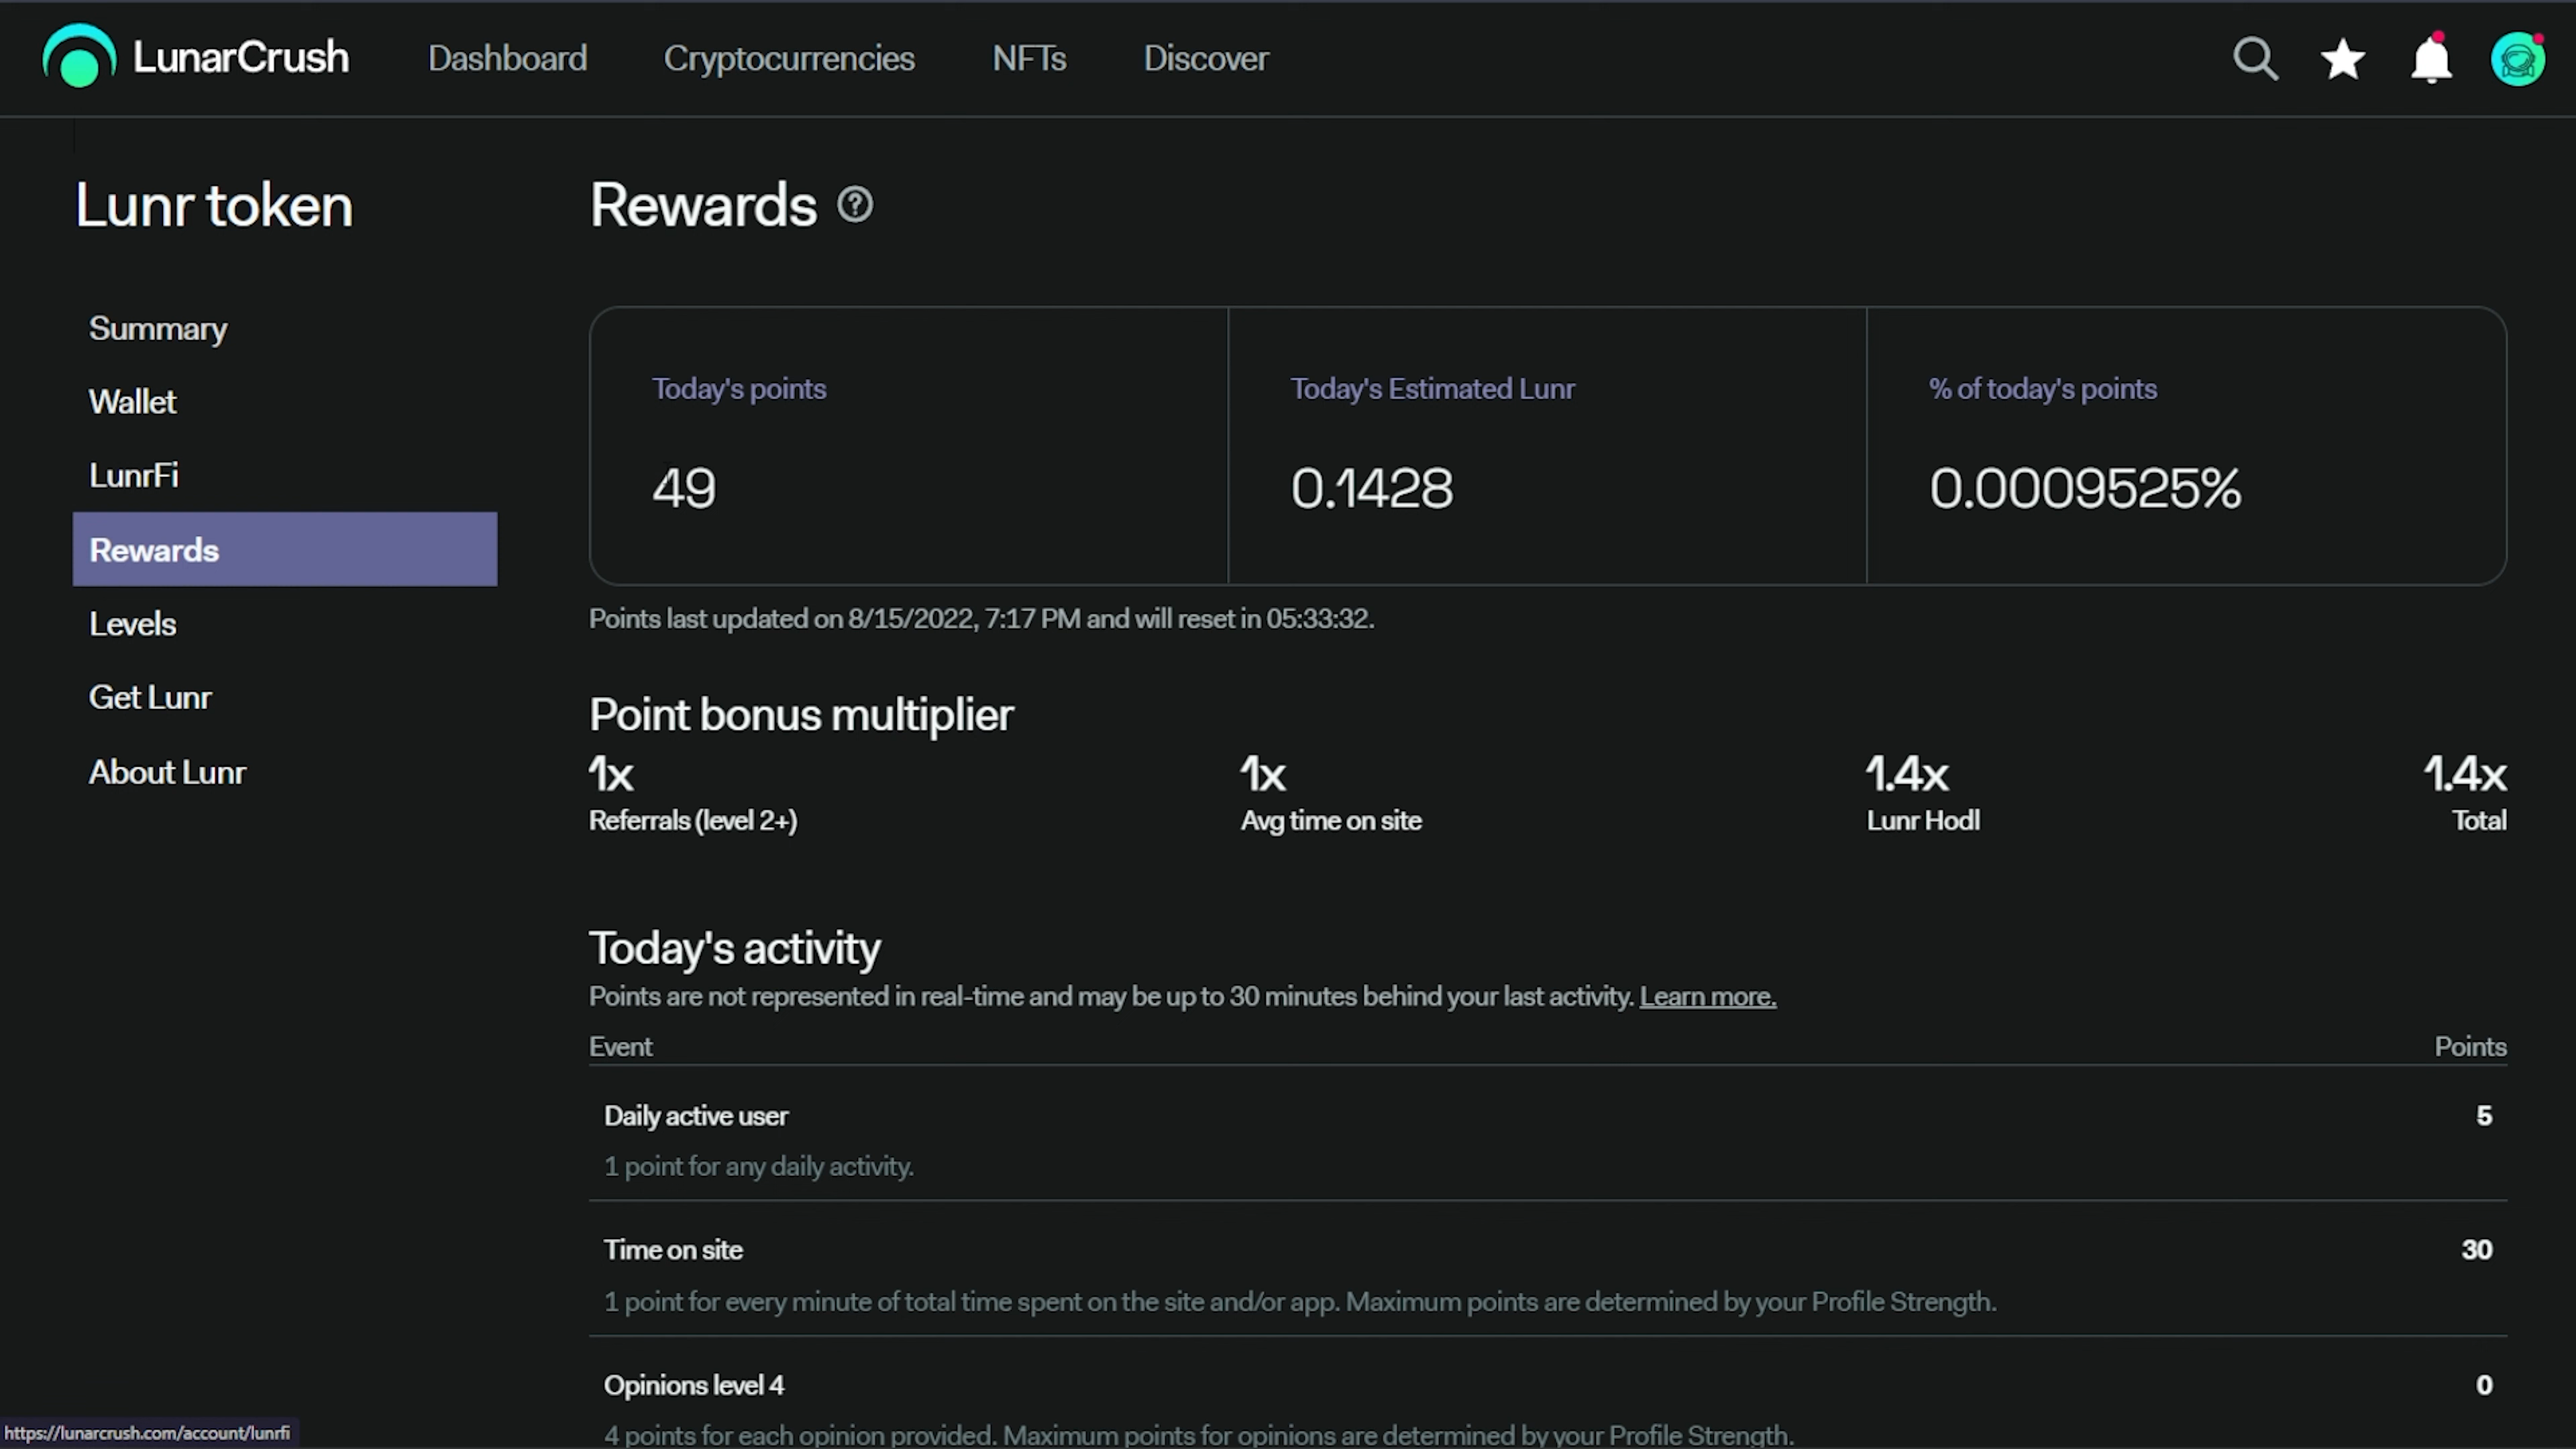 LunarCrush Dashboard Cryptocurrencies NFTs Discover
Lunr token
Summary
Wallet
LunrFi
Rewards
Levels
Get Lunr
About Lunr
Rewards ?
Today's points
49
Today's Estimated Lunr
0.1428
% of today's points
0.0009525%
Points last updated on 8/15/2022, 7:17 PM and will reset in 05:33:32.
Point bonus multiplier
1x
Referrals (level 2+)
1x
Avg time on site
1.4x
Lunr Hodl
1.4x
Total
Today's activity
Points are not represented in real-time and may be up to 30 minutes behind your last activity. Learn more.
Event Points
Daily active user 5
1 point for any daily activity.
Time on site 30
1 point for every minute of total time spent on the site and/or app. Maximum points are determined by your Profile Strength.
Opinions level 4 0
4 points for each opinion provided. Maximum points for opinions are determined by your Profile Strength.
https://lunarcrush.com/account/lunrfi